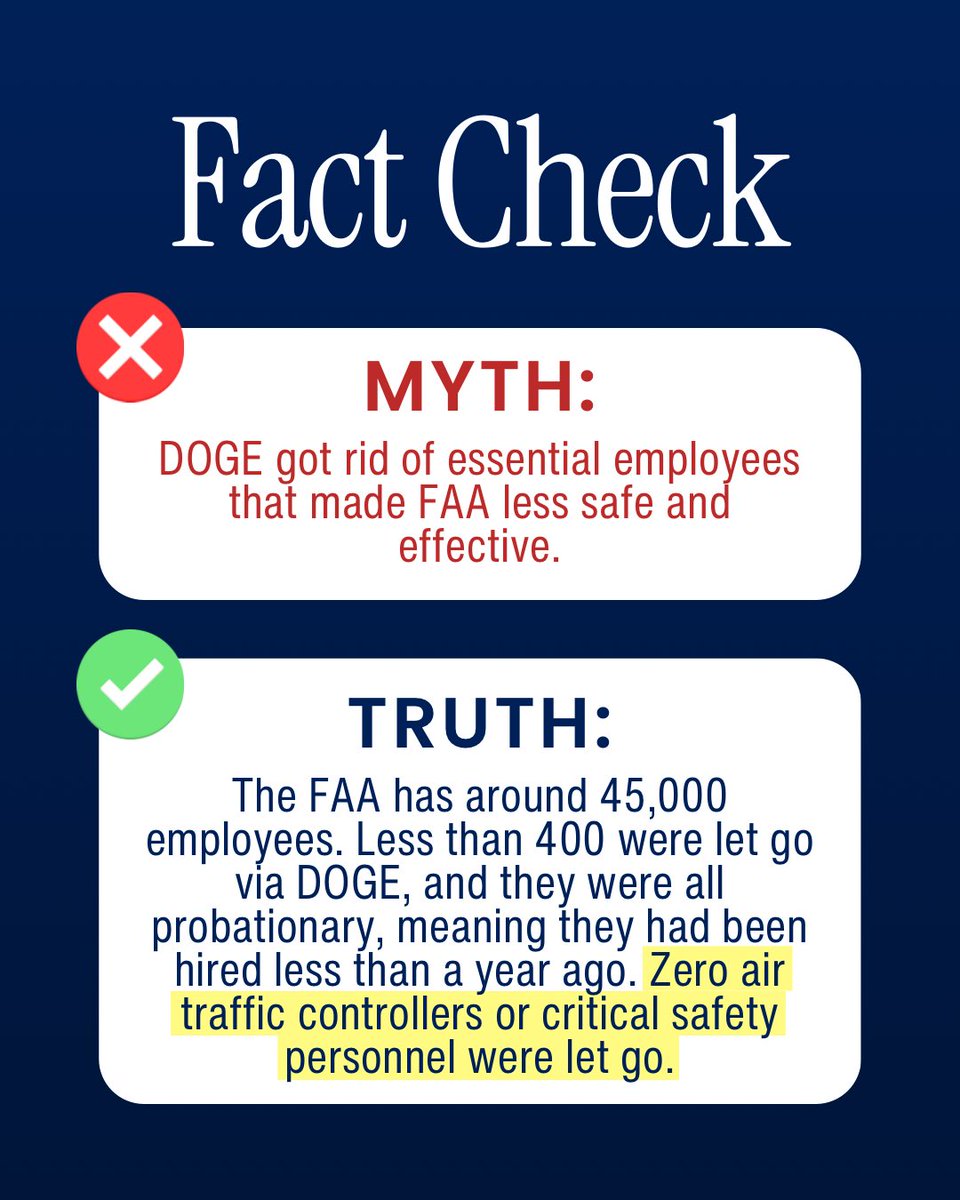 Fact Check
MYTH:
DOGE got rid of essential employees
that made FAA less safe and
effective.
TRUTH:
The FAA has around 45,000
employees. Less than 400 were let go
via DOGE, and they were all
probationary, meaning they had been
hired less than a year ago. Zero air
traffic controllers or critical safety
personnel were let go.